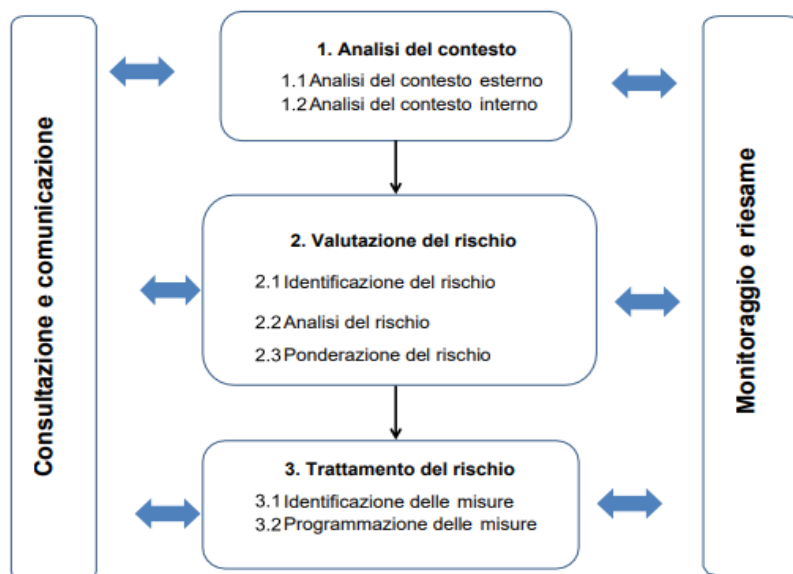 Consultazione e comunicazione
1. Analisi del contesto
1.1 Analisi del contesto esterno
1.2 Analisi del contesto interno
2. Valutazione del rischio
2.1 Identificazione del rischio
2.2 Analisi del rischio
2.3 Ponderazione del rischio
3. Trattamento del rischio
3.1 Identificazione delle misure
3.2 Programmazione delle misure
Monitoraggio e riesame